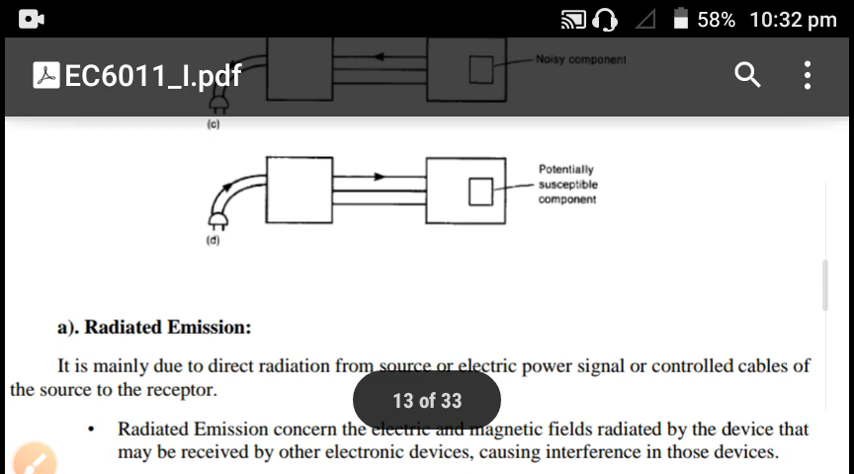 58% 10:32 pm
EC6011_I.pdf
Noisy component
(c)
Potentially
susceptible
component
(d)
a). Radiated Emission:
It is mainly due to direct radiation from source or electric power signal or controlled cables of
the source to the receptor.
13 of 33
• Radiated Emission concern the electric and magnetic fields radiated by the device that
may be received by other electronic devices, causing interference in those devices.